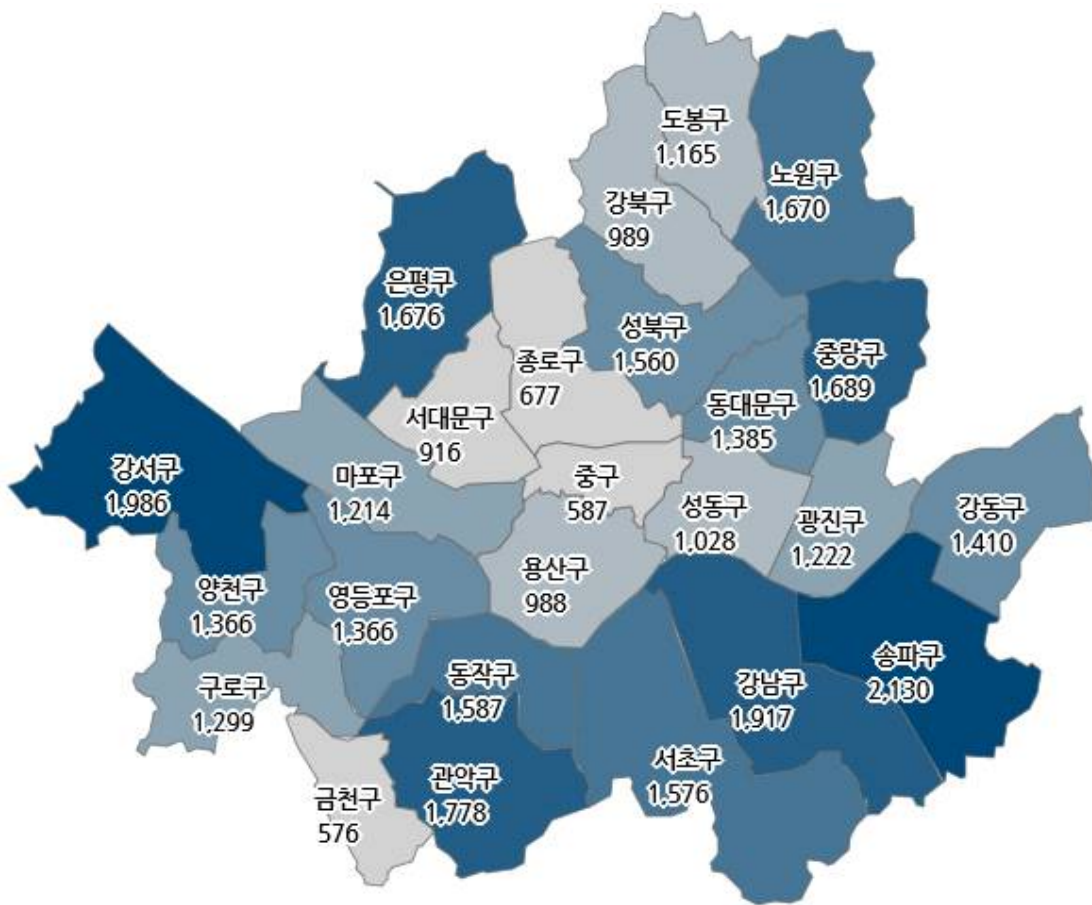 도봉구
1,165
노원구
1,670
강북구
989
은평구
1,676
성북구
1,560
중랑구
1,689
종로구
677
동대문구
1,385
서대문구
916
강서구
1,986
마포구
1,214
중구
587
성동구
1,028
광진구
1,222
강동구
1,410
용산구
988
양천구
1,366
영등포구
1,366
송파구
2,130
동작구
1,587
강남구
1,917
구로구
1,299
서초구
1,576
관악구
1,778
금천구
576